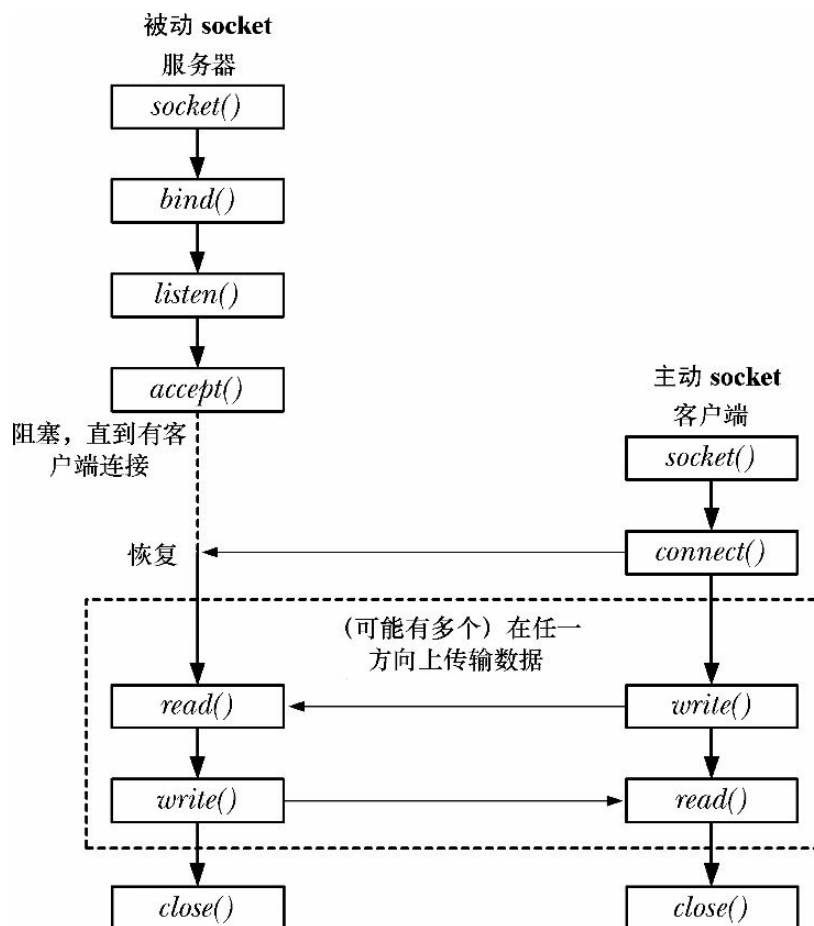 被动 socket
服务器
socket()
bind()
listen()
accept()
阻塞，直到有客
户端连接
主动 socket
客户端
socket()
恢复
connect()
（可能有多个）在任一
方向上传输数据
read()
write()
write()
read()
close()
close()